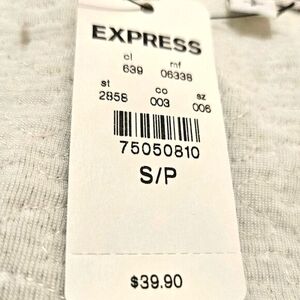 EXPRESS
cl mf
639 06338
st co sz
2858 003 006
75050810
S/P
$39.90